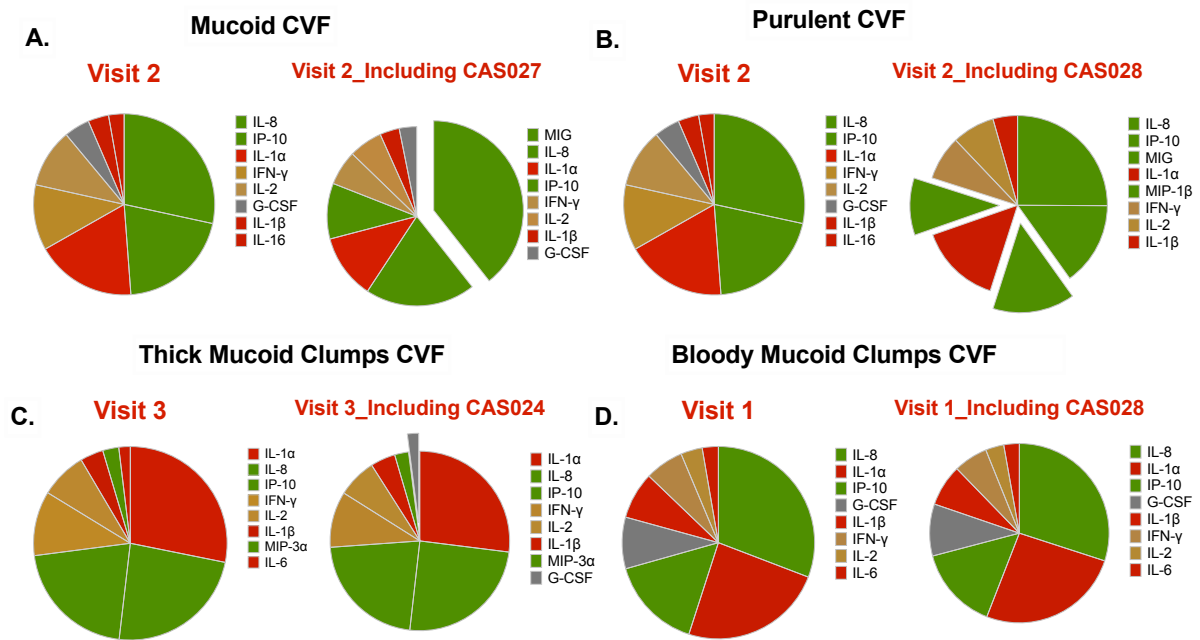 Mucoid CVF
Purulent CVF
A.
B.
Visit 2
Visit 2_Including CAS027
Visit 2
Visit 2_Including CAS028
IL-8
IP-10
IL-1α
IFN-γ
IL-2
G-CSF
IL-1β
IL-16
MIG
IL-8
IL-1α
IP-10
IFN-γ
IL-2
IL-1β
G-CSF
IL-8
IP-10
IL-1α
IFN-γ
IL-2
G-CSF
IL-1β
IL-16
IL-8
IP-10
MIG
IL-1α
MIP-1β
IFN-γ
IL-2
IL-1β
Thick Mucoid Clumps CVF
Bloody Mucoid Clumps CVF
C.
D.
Visit 3
Visit 3_Including CAS024
Visit 1
Visit 1_Including CAS028
IL-1α
IL-8
IP-10
IFN-γ
IL-2
IL-1β
MIP-3α
IL-6
IL-1α
IL-8
IP-10
IFN-γ
IL-2
IL-1β
MIP-3α
G-CSF
IL-8
IL-1α
IP-10
G-CSF
IL-1β
IFN-γ
IL-2
IL-6
IL-8
IL-1α
IP-10
G-CSF
IL-1β
IFN-γ
IL-2
IL-6